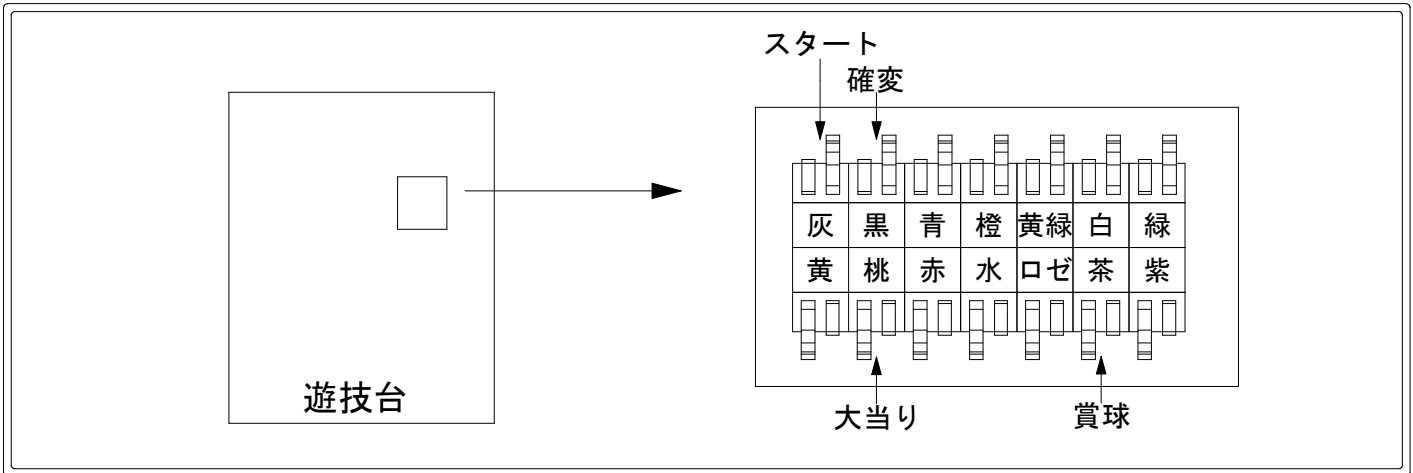 スタート
確変
灰 黒 青 橙 黄緑 白 緑
黄 桃 赤 水 ロゼ 茶 紫
遊技台
大当り 賞球